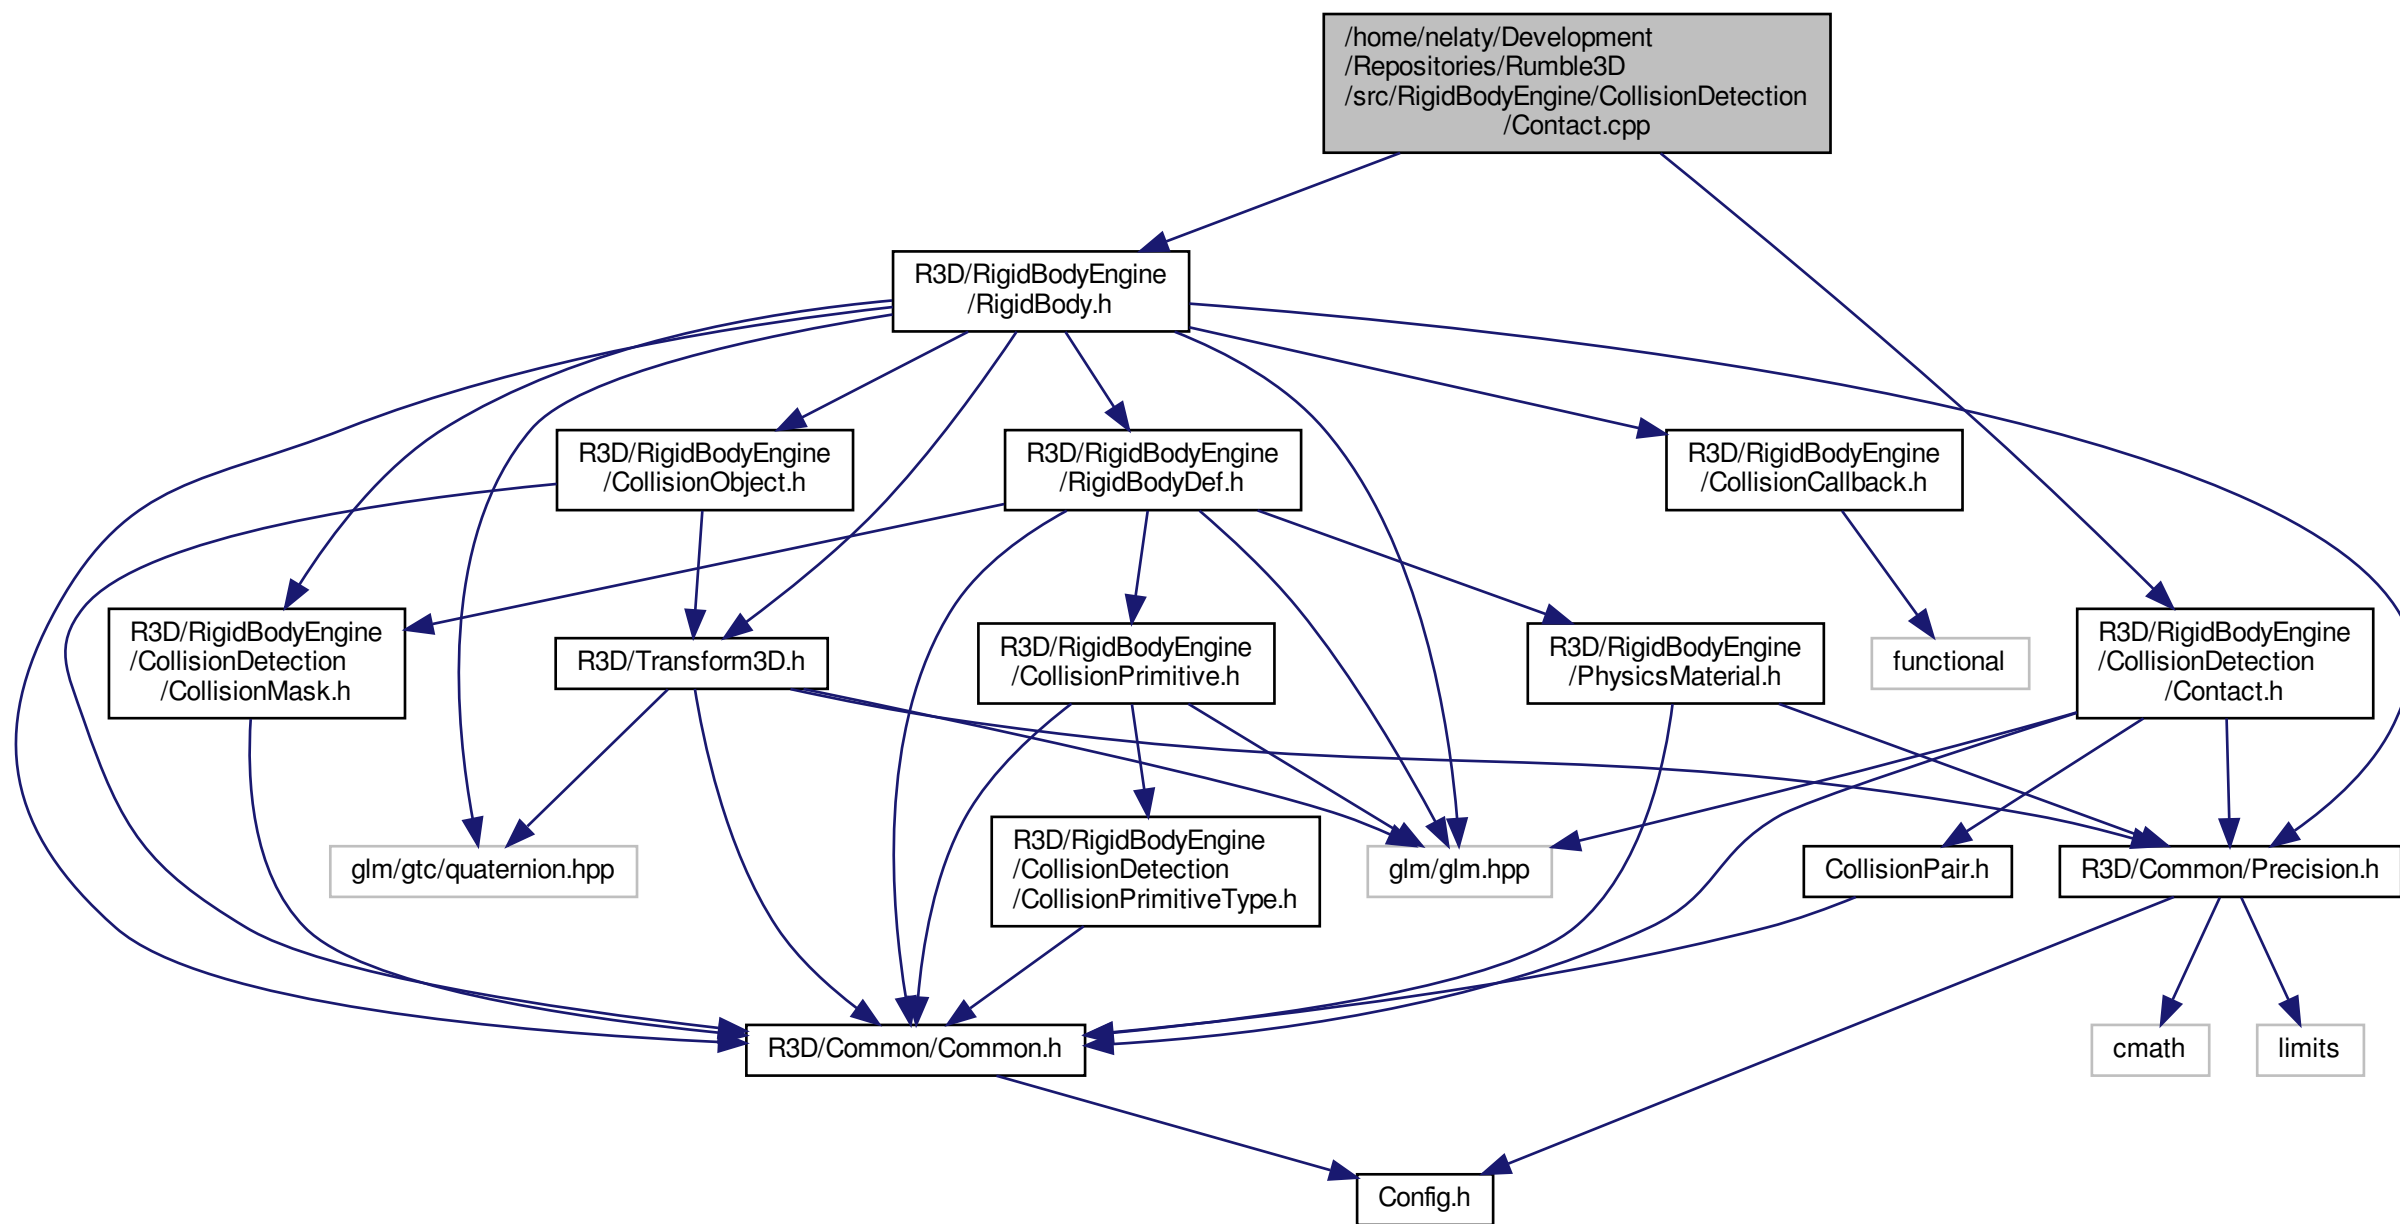 /home/nelaty/Development
/Repositories/Rumble3D
/src/RigidBodyEngine/CollisionDetection
/Contact.cpp
R3D/RigidBodyEngine
/RigidBody.h
R3D/RigidBodyEngine
/CollisionObject.h
R3D/RigidBodyEngine
/RigidBodyDef.h
R3D/RigidBodyEngine
/CollisionCallback.h
R3D/RigidBodyEngine
/CollisionDetection
/CollisionMask.h
R3D/Transform3D.h
R3D/RigidBodyEngine
/CollisionPrimitive.h
R3D/RigidBodyEngine
/PhysicsMaterial.h
functional
R3D/RigidBodyEngine
/CollisionDetection
/Contact.h
glm/gtc/quaternion.hpp
R3D/RigidBodyEngine
/CollisionDetection
/CollisionPrimitiveType.h
glm/glm.hpp
CollisionPair.h
R3D/Common/Precision.h
R3D/Common/Common.h
cmath
limits
Config.h